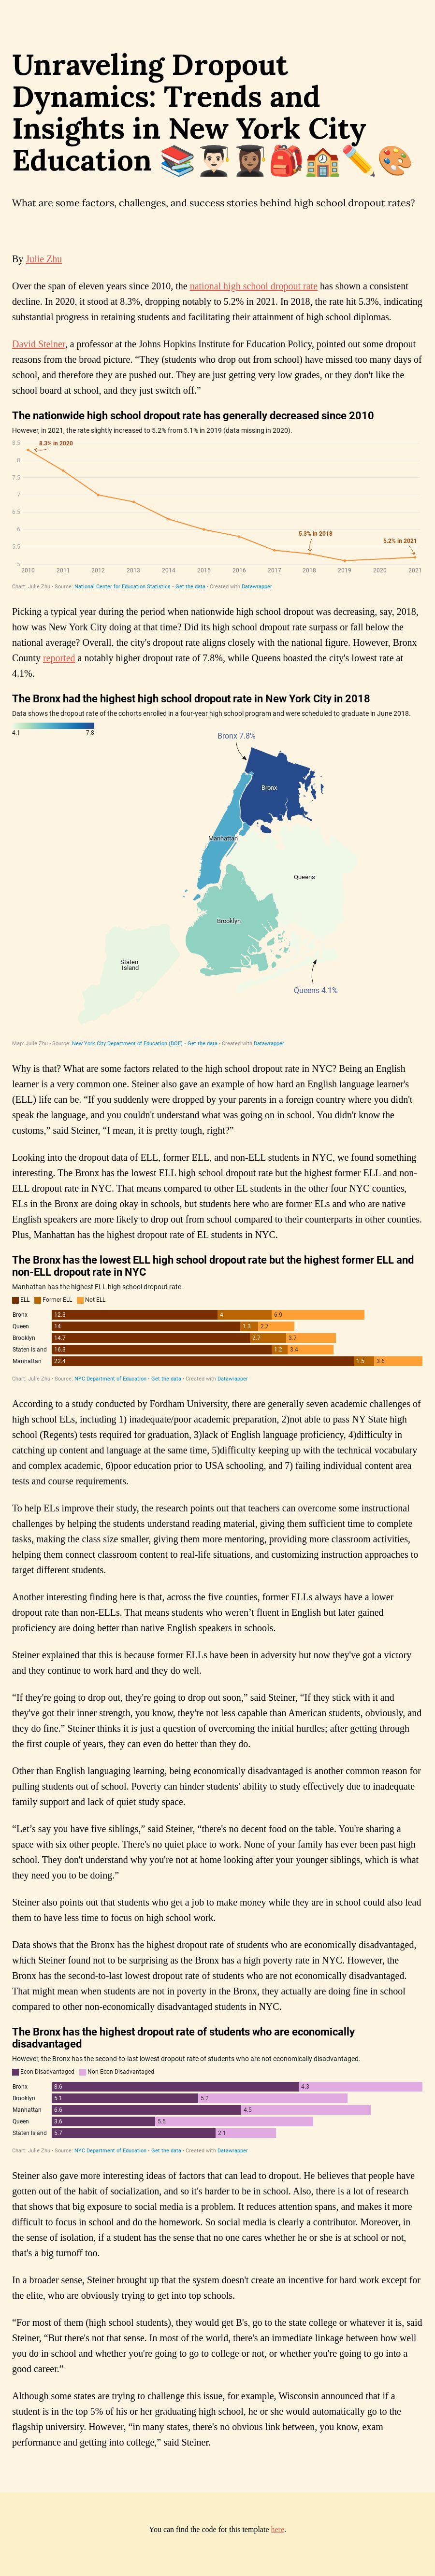 Unraveling Dropout
Dynamics: Trends and
Insights in New York City
Education 📚👨🏻‍🎓👩🏽‍🎓🎒🏫✏️🎨
What are some factors, challenges, and success stories behind high school dropout rates?
By Julie Zhu
Over the span of eleven years since 2010, the national high school dropout rate has shown a consistent
decline. In 2020, it stood at 8.3%, dropping notably to 5.2% in 2021. In 2018, the rate hit 5.3%, indicating
substantial progress in retaining students and facilitating their attainment of high school diplomas.
David Steiner, a professor at the Johns Hopkins Institute for Education Policy, pointed out some dropout
reasons from the broad picture. “They (students who drop out from school) have missed too many days of
school, and therefore they are pushed out. They are just getting very low grades, or they don't like the
school board at school, and they just switch off.”
The nationwide high school dropout rate has generally decreased since 2010
However, in 2021, the rate slightly increased to 5.2% from 5.1% in 2019 (data missing in 2020).
8.5
8.3% in 2020
8
7.5
7
6.5
6
5.3% in 2018
5.2% in 2021
5.5
5
2010 2011 2012 2013 2014 2015 2016 2017 2018 2019 2020 2021
Chart: Julie Zhu • Source: National Center for Education Statistics • Get the data • Created with Datawrapper
Picking a typical year during the period when nationwide high school dropout was decreasing, say, 2018,
how was New York City doing at that time? Did its high school dropout rate surpass or fall below the
national average? Overall, the city's dropout rate aligns closely with the national figure. However, Bronx
County reported a notably higher dropout rate of 7.8%, while Queens boasted the city's lowest rate at
4.1%.
The Bronx had the highest high school dropout rate in New York City in 2018
Data shows the dropout rate of the cohorts enrolled in a four-year high school program and were scheduled to graduate in June 2018.
4.1 7.8
Bronx 7.8%
Bronx
Manhattan
Queens
Brooklyn
Staten
Island
Queens 4.1%
Map: Julie Zhu • Source: New York City Department of Education (DOE) • Get the data • Created with Datawrapper
Why is that? What are some factors related to the high school dropout rate in NYC? Being an English
learner is a very common one. Steiner also gave an example of how hard an English language learner's
(ELL) life can be. “If you suddenly were dropped by your parents in a foreign country where you didn't
speak the language, and you couldn't understand what was going on in school. You didn't know the
customs,” said Steiner, “I mean, it is pretty tough, right?”
Looking into the dropout data of ELL, former ELL, and non-ELL students in NYC, we found something
interesting. The Bronx has the lowest ELL high school dropout rate but the highest former ELL and non-
ELL dropout rate in NYC. That means compared to other EL students in the other four NYC counties,
ELs in the Bronx are doing okay in schools, but students here who are former ELs and who are native
English speakers are more likely to drop out from school compared to their counterparts in other counties.
Plus, Manhattan has the highest dropout rate of EL students in NYC.
The Bronx has the lowest ELL high school dropout rate but the highest former ELL and
non-ELL dropout rate in NYC
Manhattan has the highest ELL high school dropout rate.
ELL Former ELL Not ELL
Bronx 12.3 4 6.9
Queen 14 1.3 2.7
Brooklyn 14.7 2.7 3.7
Staten Island 16.3 1.2 3.4
Manhattan 22.4 1.5 3.6
Chart: Julie Zhu • Source: NYC Department of Education • Get the data • Created with Datawrapper
According to a study conducted by Fordham University, there are generally seven academic challenges of
high school ELs, including 1) inadequate/poor academic preparation, 2)not able to pass NY State high
school (Regents) tests required for graduation, 3)lack of English language proficiency, 4)difficulty in
catching up content and language at the same time, 5)difficulty keeping up with the technical vocabulary
and complex academic, 6)poor education prior to USA schooling, and 7) failing individual content area
tests and course requirements.
To help ELs improve their study, the research points out that teachers can overcome some instructional
challenges by helping the students understand reading material, giving them sufficient time to complete
tasks, making the class size smaller, giving them more mentoring, providing more classroom activities,
helping them connect classroom content to real-life situations, and customizing instruction approaches to
target different students.
Another interesting finding here is that, across the five counties, former ELLs always have a lower
dropout rate than non-ELLs. That means students who weren’t fluent in English but later gained
proficiency are doing better than native English speakers in schools.
Steiner explained that this is because former ELLs have been in adversity but now they've got a victory
and they continue to work hard and they do well.
“If they're going to drop out, they're going to drop out soon,” said Steiner, “If they stick with it and
they've got their inner strength, you know, they're not less capable than American students, obviously, and
they do fine.” Steiner thinks it is just a question of overcoming the initial hurdles; after getting through
the first couple of years, they can even do better than they do.
Other than English languaging learning, being economically disadvantaged is another common reason for
pulling students out of school. Poverty can hinder students' ability to study effectively due to inadequate
family support and lack of quiet study space.
“Let’s say you have five siblings,” said Steiner, “there's no decent food on the table. You're sharing a
space with six other people. There's no quiet place to work. None of your family has ever been past high
school. They don't understand why you're not at home looking after your younger siblings, which is what
they need you to be doing.”
Steiner also points out that students who get a job to make money while they are in school could also lead
them to have less time to focus on high school work.
Data shows that the Bronx has the highest dropout rate of students who are economically disadvantaged,
which Steiner found not to be surprising as the Bronx has a high poverty rate in NYC. However, the
Bronx has the second-to-last lowest dropout rate of students who are not economically disadvantaged.
That might mean when students are not in poverty in the Bronx, they actually are doing fine in school
compared to other non-economically disadvantaged students in NYC.
The Bronx has the highest dropout rate of students who are economically
disadvantaged
However, the Bronx has the second-to-last lowest dropout rate of students who are not economically disadvantaged.
Econ Disadvantaged Non Econ Disadvantaged
Bronx 8.6 4.3
Brooklyn 5.1 5.2
Manhattan 6.6 4.5
Queen 3.6 5.5
Staten Island 5.7 2.1
Chart: Julie Zhu • Source: NYC Department of Education • Get the data • Created with Datawrapper
Steiner also gave more interesting ideas of factors that can lead to dropout. He believes that people have
gotten out of the habit of socialization, and so it's harder to be in school. Also, there is a lot of research
that shows that big exposure to social media is a problem. It reduces attention spans, and makes it more
difficult to focus in school and do the homework. So social media is clearly a contributor. Moreover, in
the sense of isolation, if a student has the sense that no one cares whether he or she is at school or not,
that's a big turnoff too.
In a broader sense, Steiner brought up that the system doesn't create an incentive for hard work except for
the elite, who are obviously trying to get into top schools.
“For most of them (high school students), they would get B's, go to the state college or whatever it is, said
Steiner, “But there's not that sense. In most of the world, there's an immediate linkage between how well
you do in school and whether you're going to go to college or not, or whether you're going to go into a
good career.”
Although some states are trying to challenge this issue, for example, Wisconsin announced that if a
student is in the top 5% of his or her graduating high school, he or she would automatically go to the
flagship university. However, “in many states, there's no obvious link between, you know, exam
performance and getting into college,” said Steiner.
You can find the code for this template here.